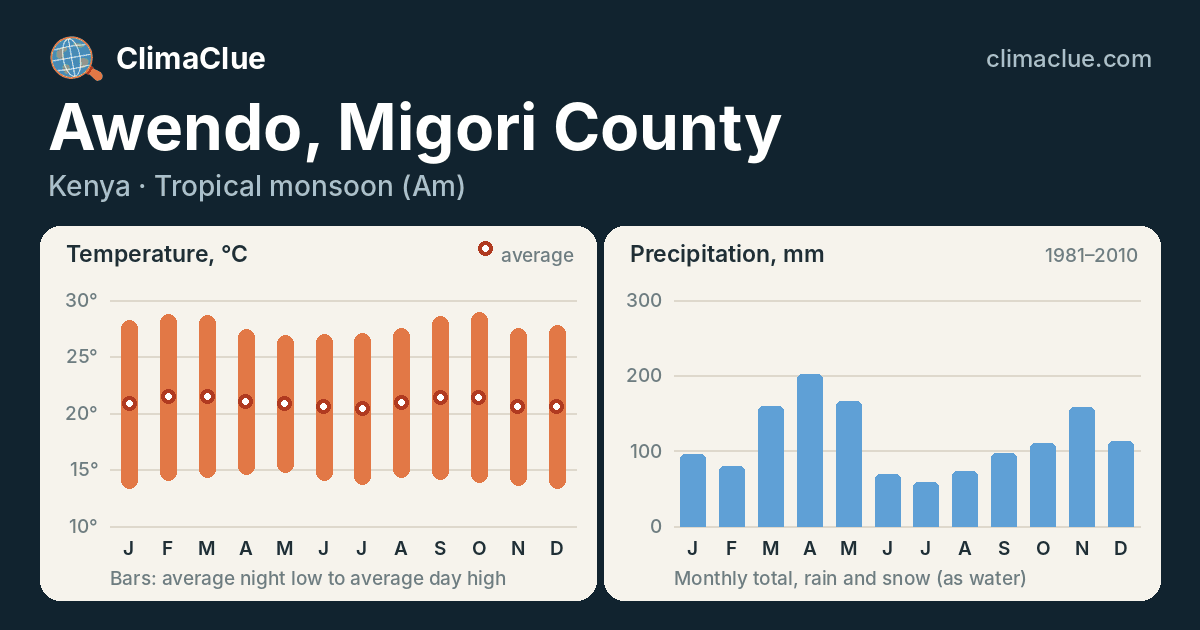 ClimaClue
climaclue.com
Awendo, Migori County
Kenya · Tropical monsoon (Am)
Temperature, °C
average
30°
25°
20°
15°
10°
J F M A M J J A S O N D
Bars: average night low to average day high
Precipitation, mm
1981–2010
300
200
100
0
J F M A M J J A S O N D
Monthly total, rain and snow (as water)